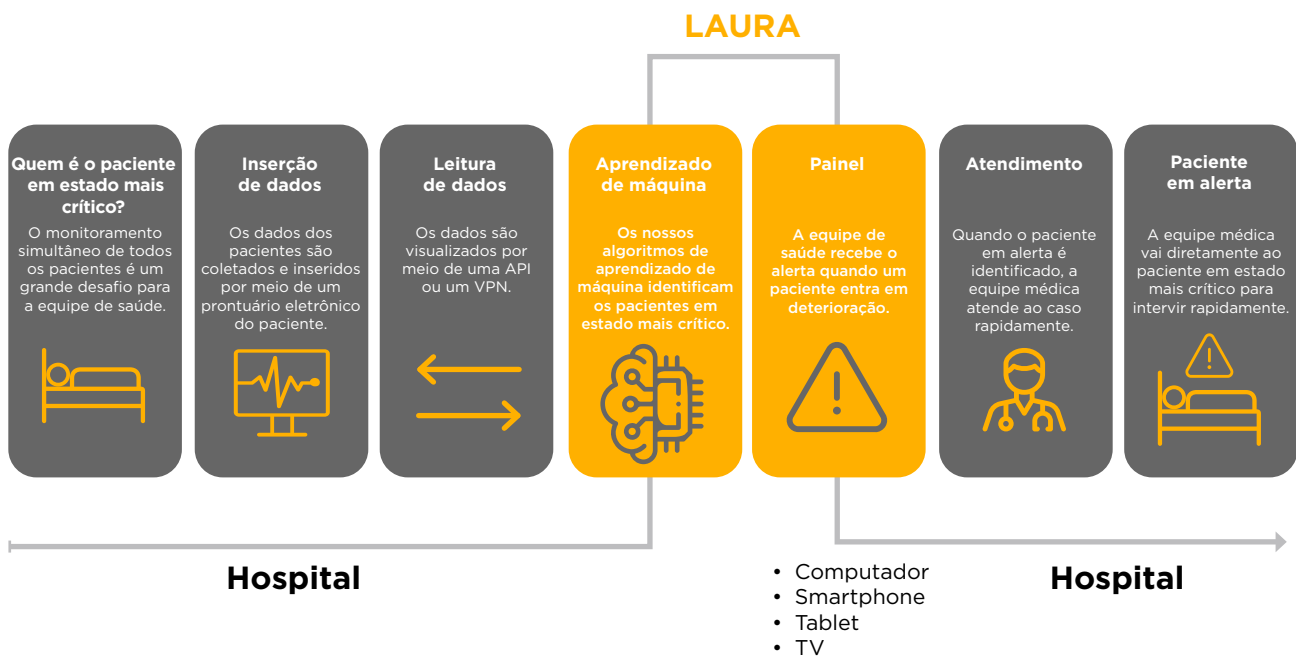 LAURA
Quem é o paciente
em estado mais
crítico?
O monitoramento
simultâneo de todos
os pacientes é um
grande desafio para
a equipe de saúde.
Inserção
de dados
Os dados dos
pacientes são
coletados e inseridos
por meio de um
prontuário eletrônico
do paciente.
Leitura
de dados
Os dados são
visualizados por
meio de uma API
ou um VPN.
Aprendizado
de máquina
Os nossos
algoritmos de
aprendizado de
máquina identificam
os pacientes em
estado mais crítico.
Painel
A equipe de
saúde recebe o
alerta quando um
paciente entra em
deterioração.
Atendimento
Quando o paciente
em alerta é
identificado, a
equipe médica
atende ao caso
rapidamente.
Paciente
em alerta
A equipe médica
vai diretamente ao
paciente em estado
mais crítico para
intervir rapidamente.
Hospital
• Computador
• Smartphone
• Tablet
• TV
Hospital